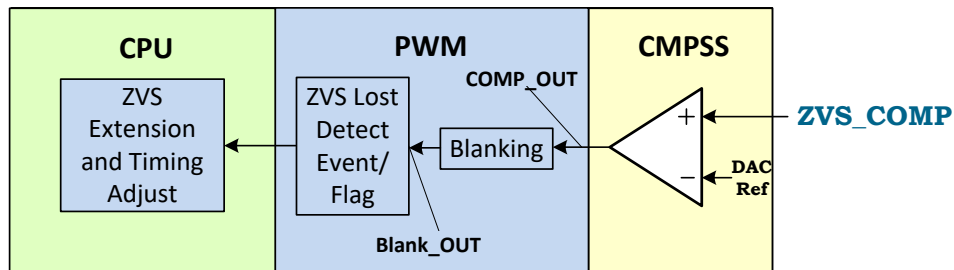 CPU
PWM
CMPSS
ZVS
Extension
and Timing
Adjust
ZVS Lost
Detect
Event/
Flag
COMP_OUT
Blanking
Blank_OUT
+
−
ZVS_COMP
DAC
Ref